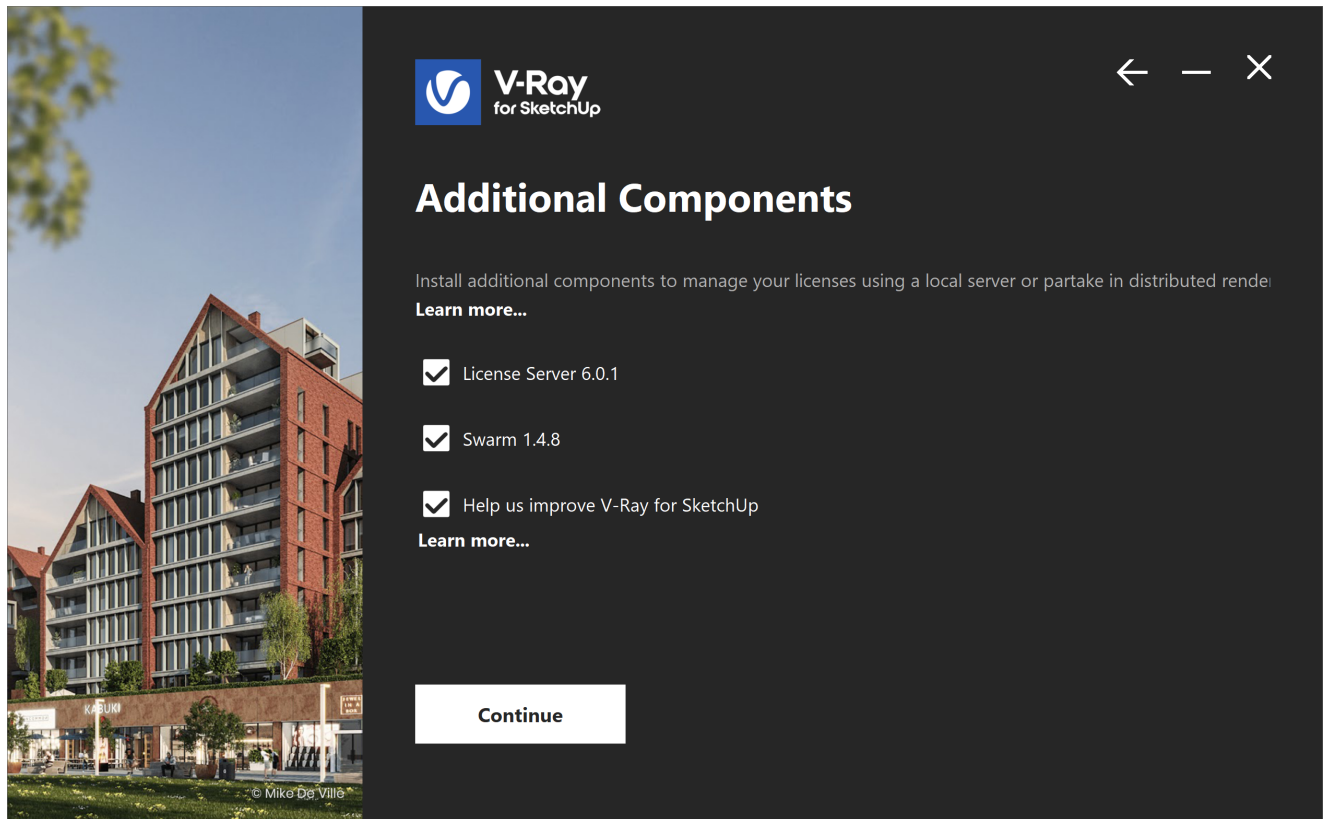 V-Ray
for SketchUp
Additional Components
Install additional components to manage your licenses using a local server or partake in distributed
Learn more...
License Server 6.0.1
Swarm 1.4.8
Help us improve V-Ray for SketchUp
Learn more...
Continue
KABUKI
© Mike De Ville